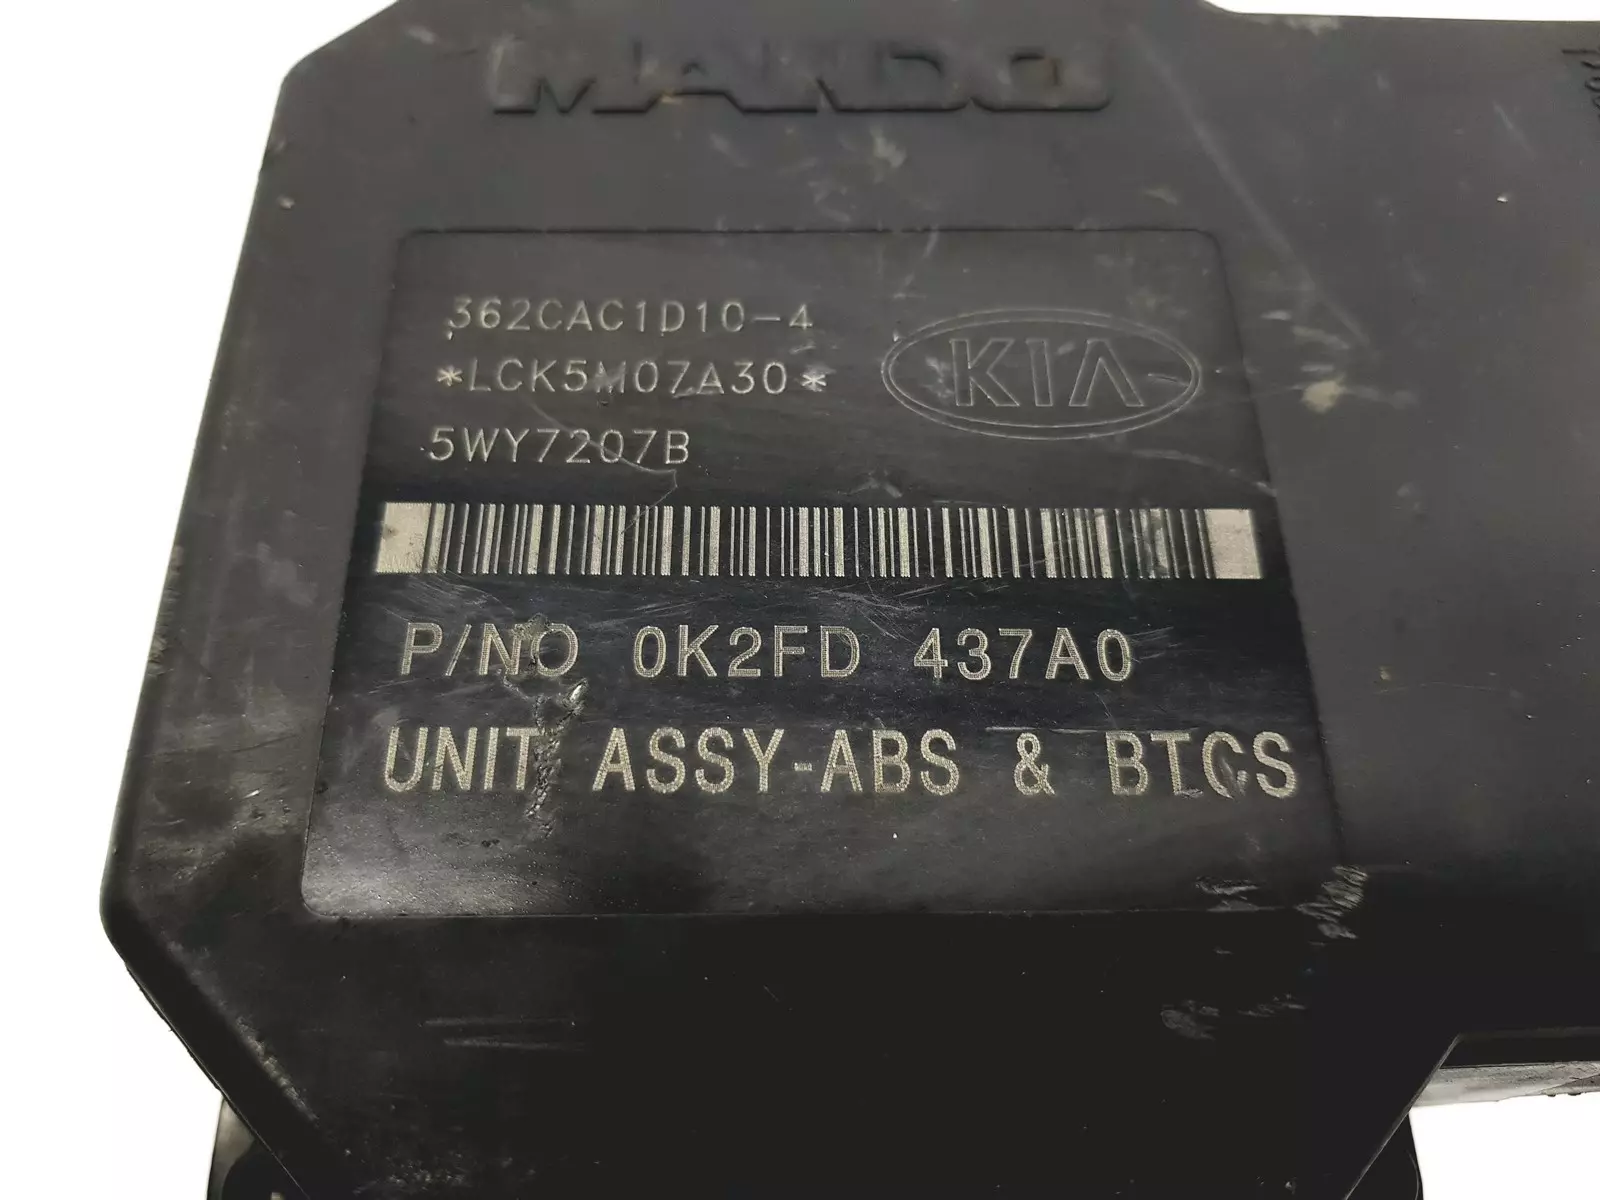 MANDO
362CAC1D10-4
*LCK5M07A30*
KIA
5WY7207B
P/NO 0K2FD 437A0
UNIT ASSY-ABS & BTCS